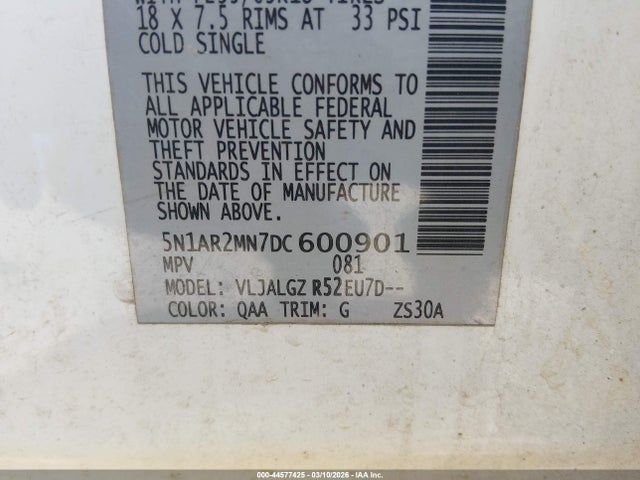 18 X 7.5 RIMS AT 33 PSI
COLD SINGLE
THIS VEHICLE CONFORMS TO
ALL APPLICABLE FEDERAL
MOTOR VEHICLE SAFETY AND
THEFT PREVENTION
STANDARDS IN EFFECT ON
THE DATE OF MANUFACTURE
SHOWN ABOVE.
5N1AR2MN7DC600901
MPV 081
MODEL: VLJALGZ R52EU7D--
COLOR: QAA TRIM: G ZS30A
000-44577425 - 03/10/2026 - IAA Inc.